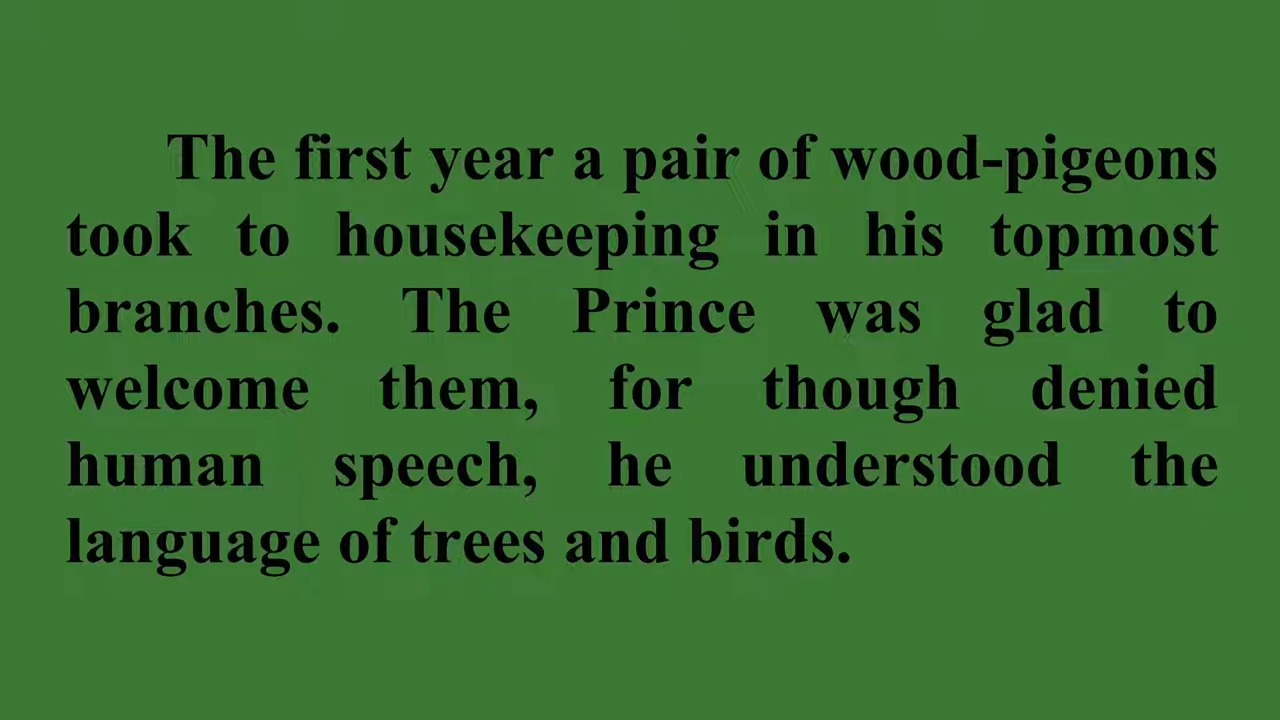 The first year a pair of wood-pigeons
took to housekeeping in his topmost
branches. The Prince was glad to
welcome them, for though denied
human speech, he understood the
language of trees and birds.